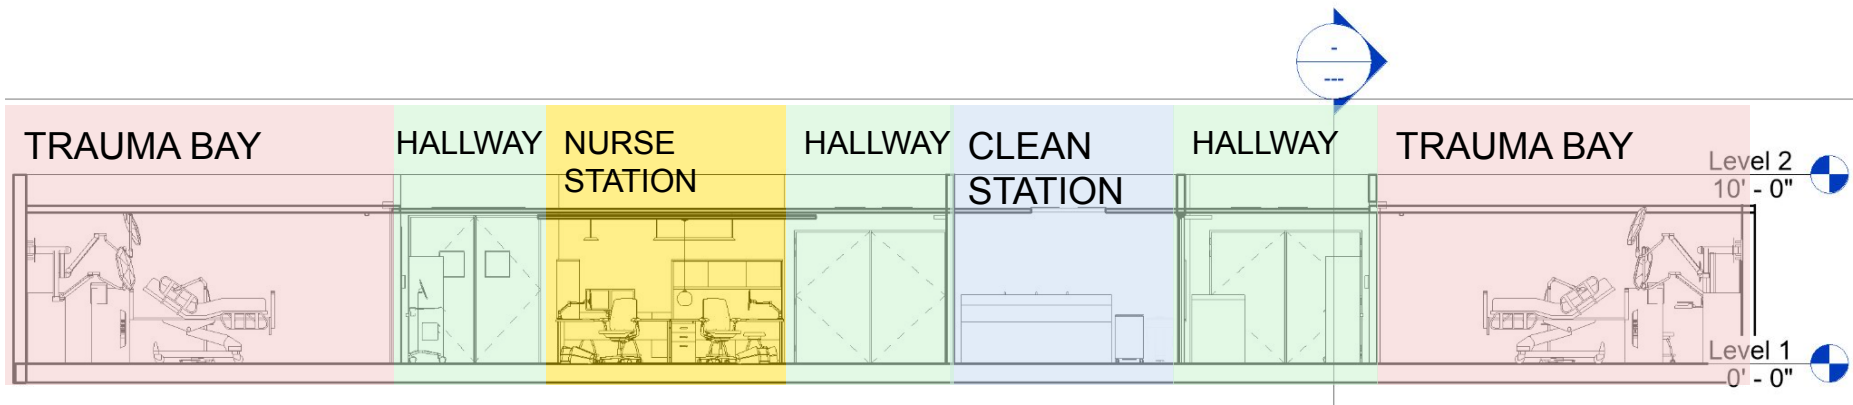 -
---
TRAUMA BAY
HALLWAY
NURSE
STATION
HALLWAY
CLEAN
STATION
HALLWAY
TRAUMA BAY
Level 2
10' - 0"
Level 1
0' - 0"